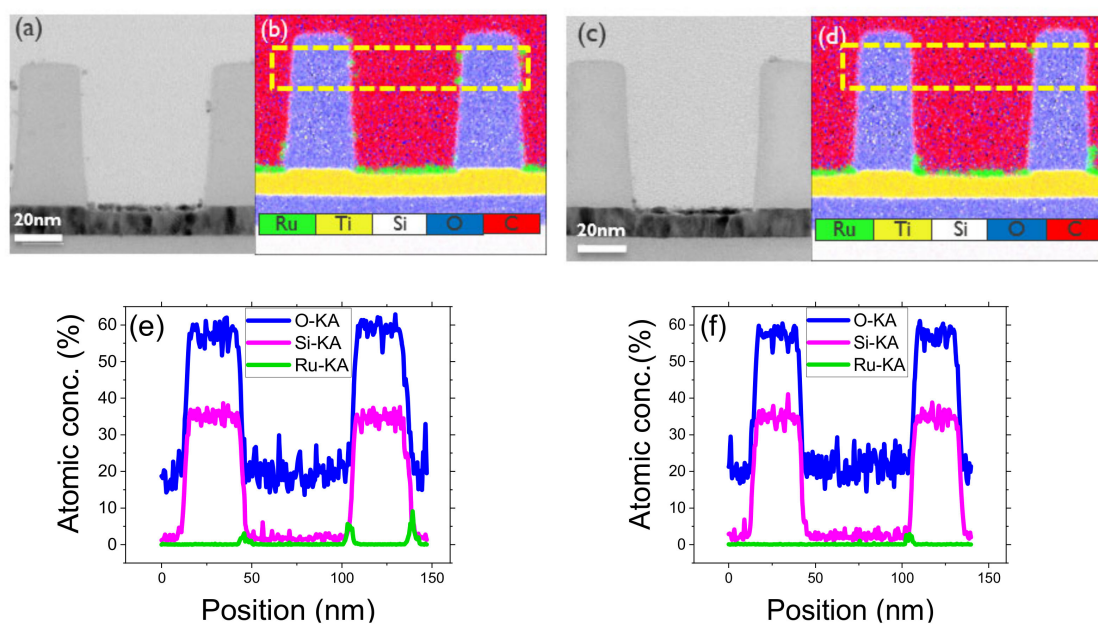 (a)
(b)
(c)
(d)
20nm
Ru Ti Si O C
20nm
Ru Ti Si O C
(e)
O-KA
Si-KA
Ru-KA
Atomic conc. (%)
60
50
40
30
20
10
0
0 50 100 150
Position (nm)
(f)
O-KA
Si-KA
Ru-KA
Atomic conc.(%)
60
50
40
30
20
10
0
0 50 100 150
Position (nm)